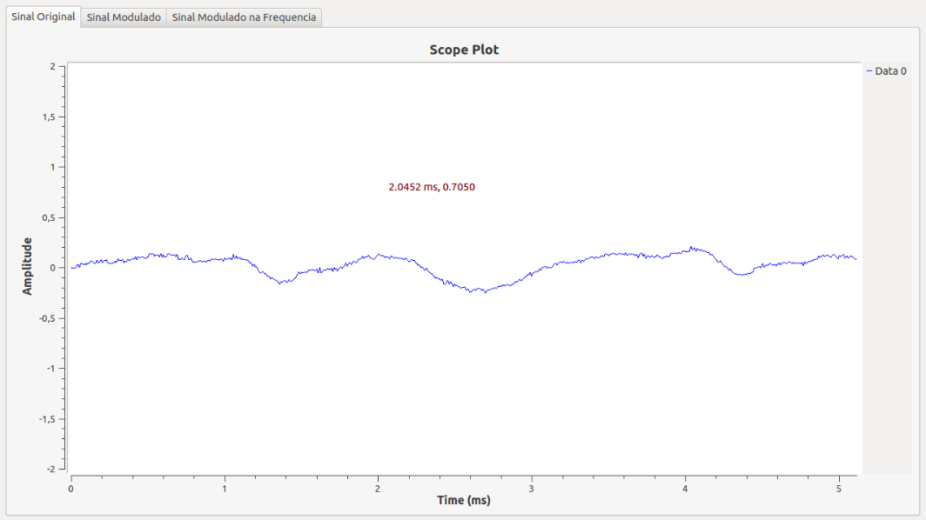 Sinal Original
Sinal Modulado
Sinal Modulado na Frequencia
Scope Plot
Data 0
2
1,5
1
0,5
0
-0,5
-1
-1,5
-2
Amplitude
2.0452 ms, 0.7050
0
1
2
3
4
5
Time (ms)